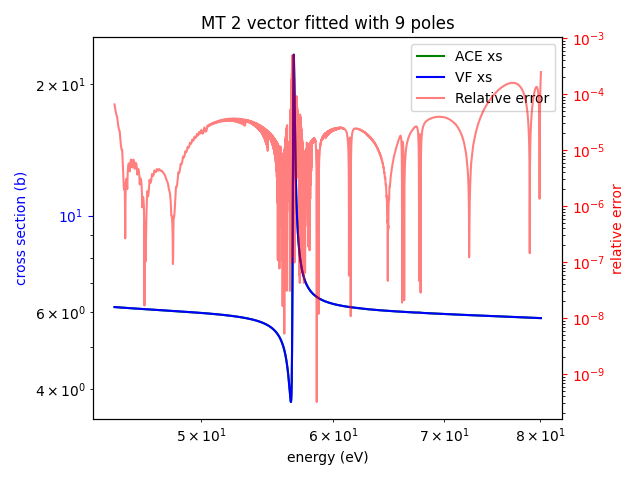 MT 2 vector fitted with 9 poles
ACE xs
VF xs
Relative error
cross section (b)
2 × 10¹
10¹
6 × 10⁰
4 × 10⁰
10⁻³
10⁻⁴
10⁻⁵
10⁻⁶
10⁻⁷
10⁻⁸
10⁻⁹
relative error
5 × 10¹
6 × 10¹
7 × 10¹
8 × 10¹
energy (eV)